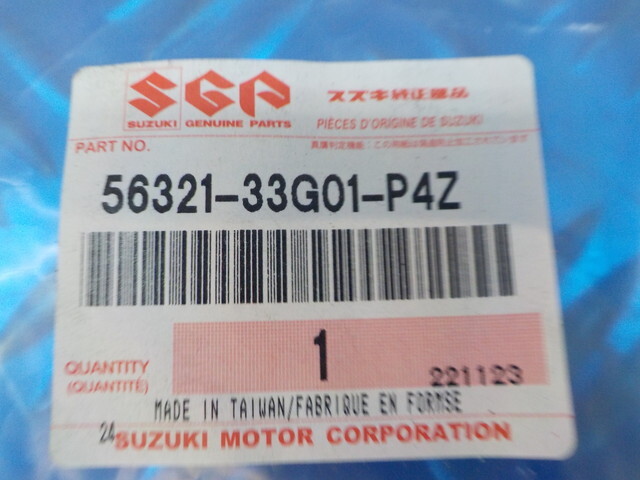 SGP
スズキ純正部品
SUZUKI GENUINE PARTS
PIÈCES D'ORIGINE DE SUZUKI
PART NO.
56321-33G01-P4Z
1
QUANTITY
(QUANTITÉ)
221123
MADE IN TAIWAN/FABRIQUE EN FORMSE
24
SUZUKI MOTOR CORPORATION